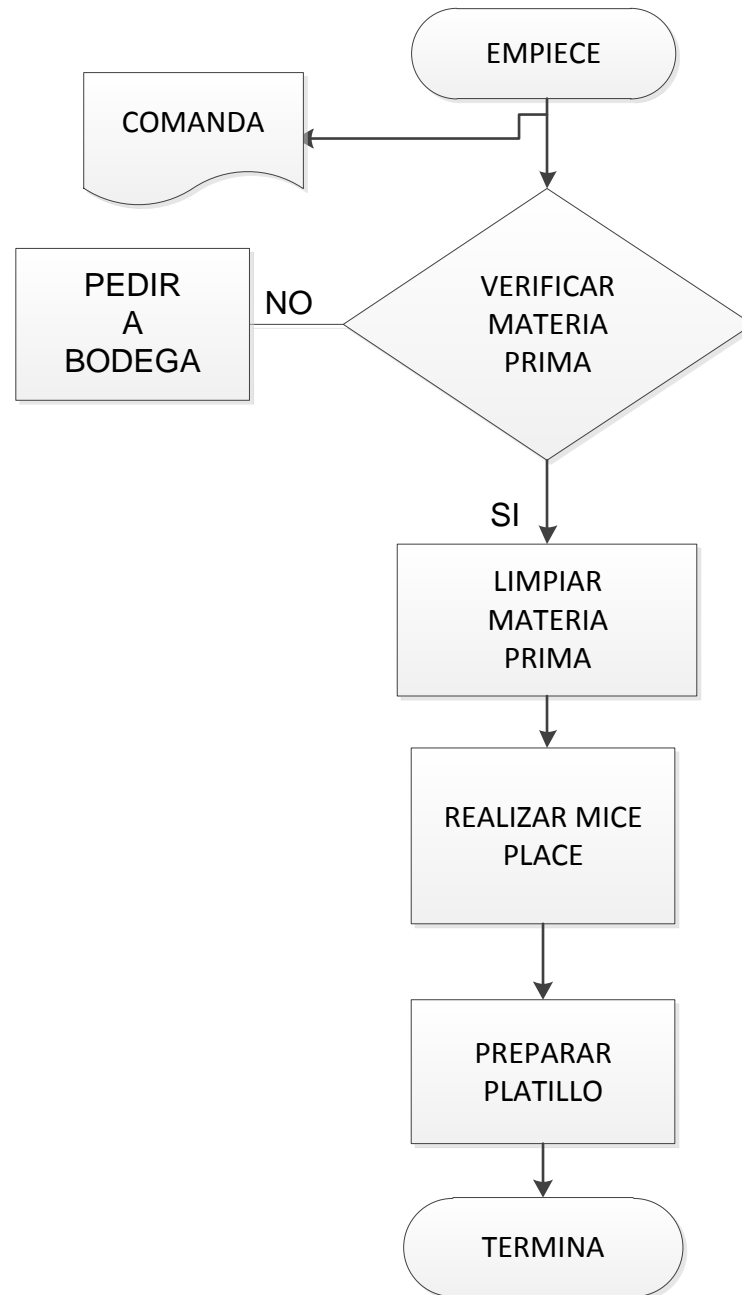 EMPIECE
COMANDA
VERIFICAR
MATERIA
PRIMA
NO
PEDIR
A
BODEGA
SI
LIMPIAR
MATERIA
PRIMA
REALIZAR MICE
PLACE
PREPARAR
PLATILLO
TERMINA